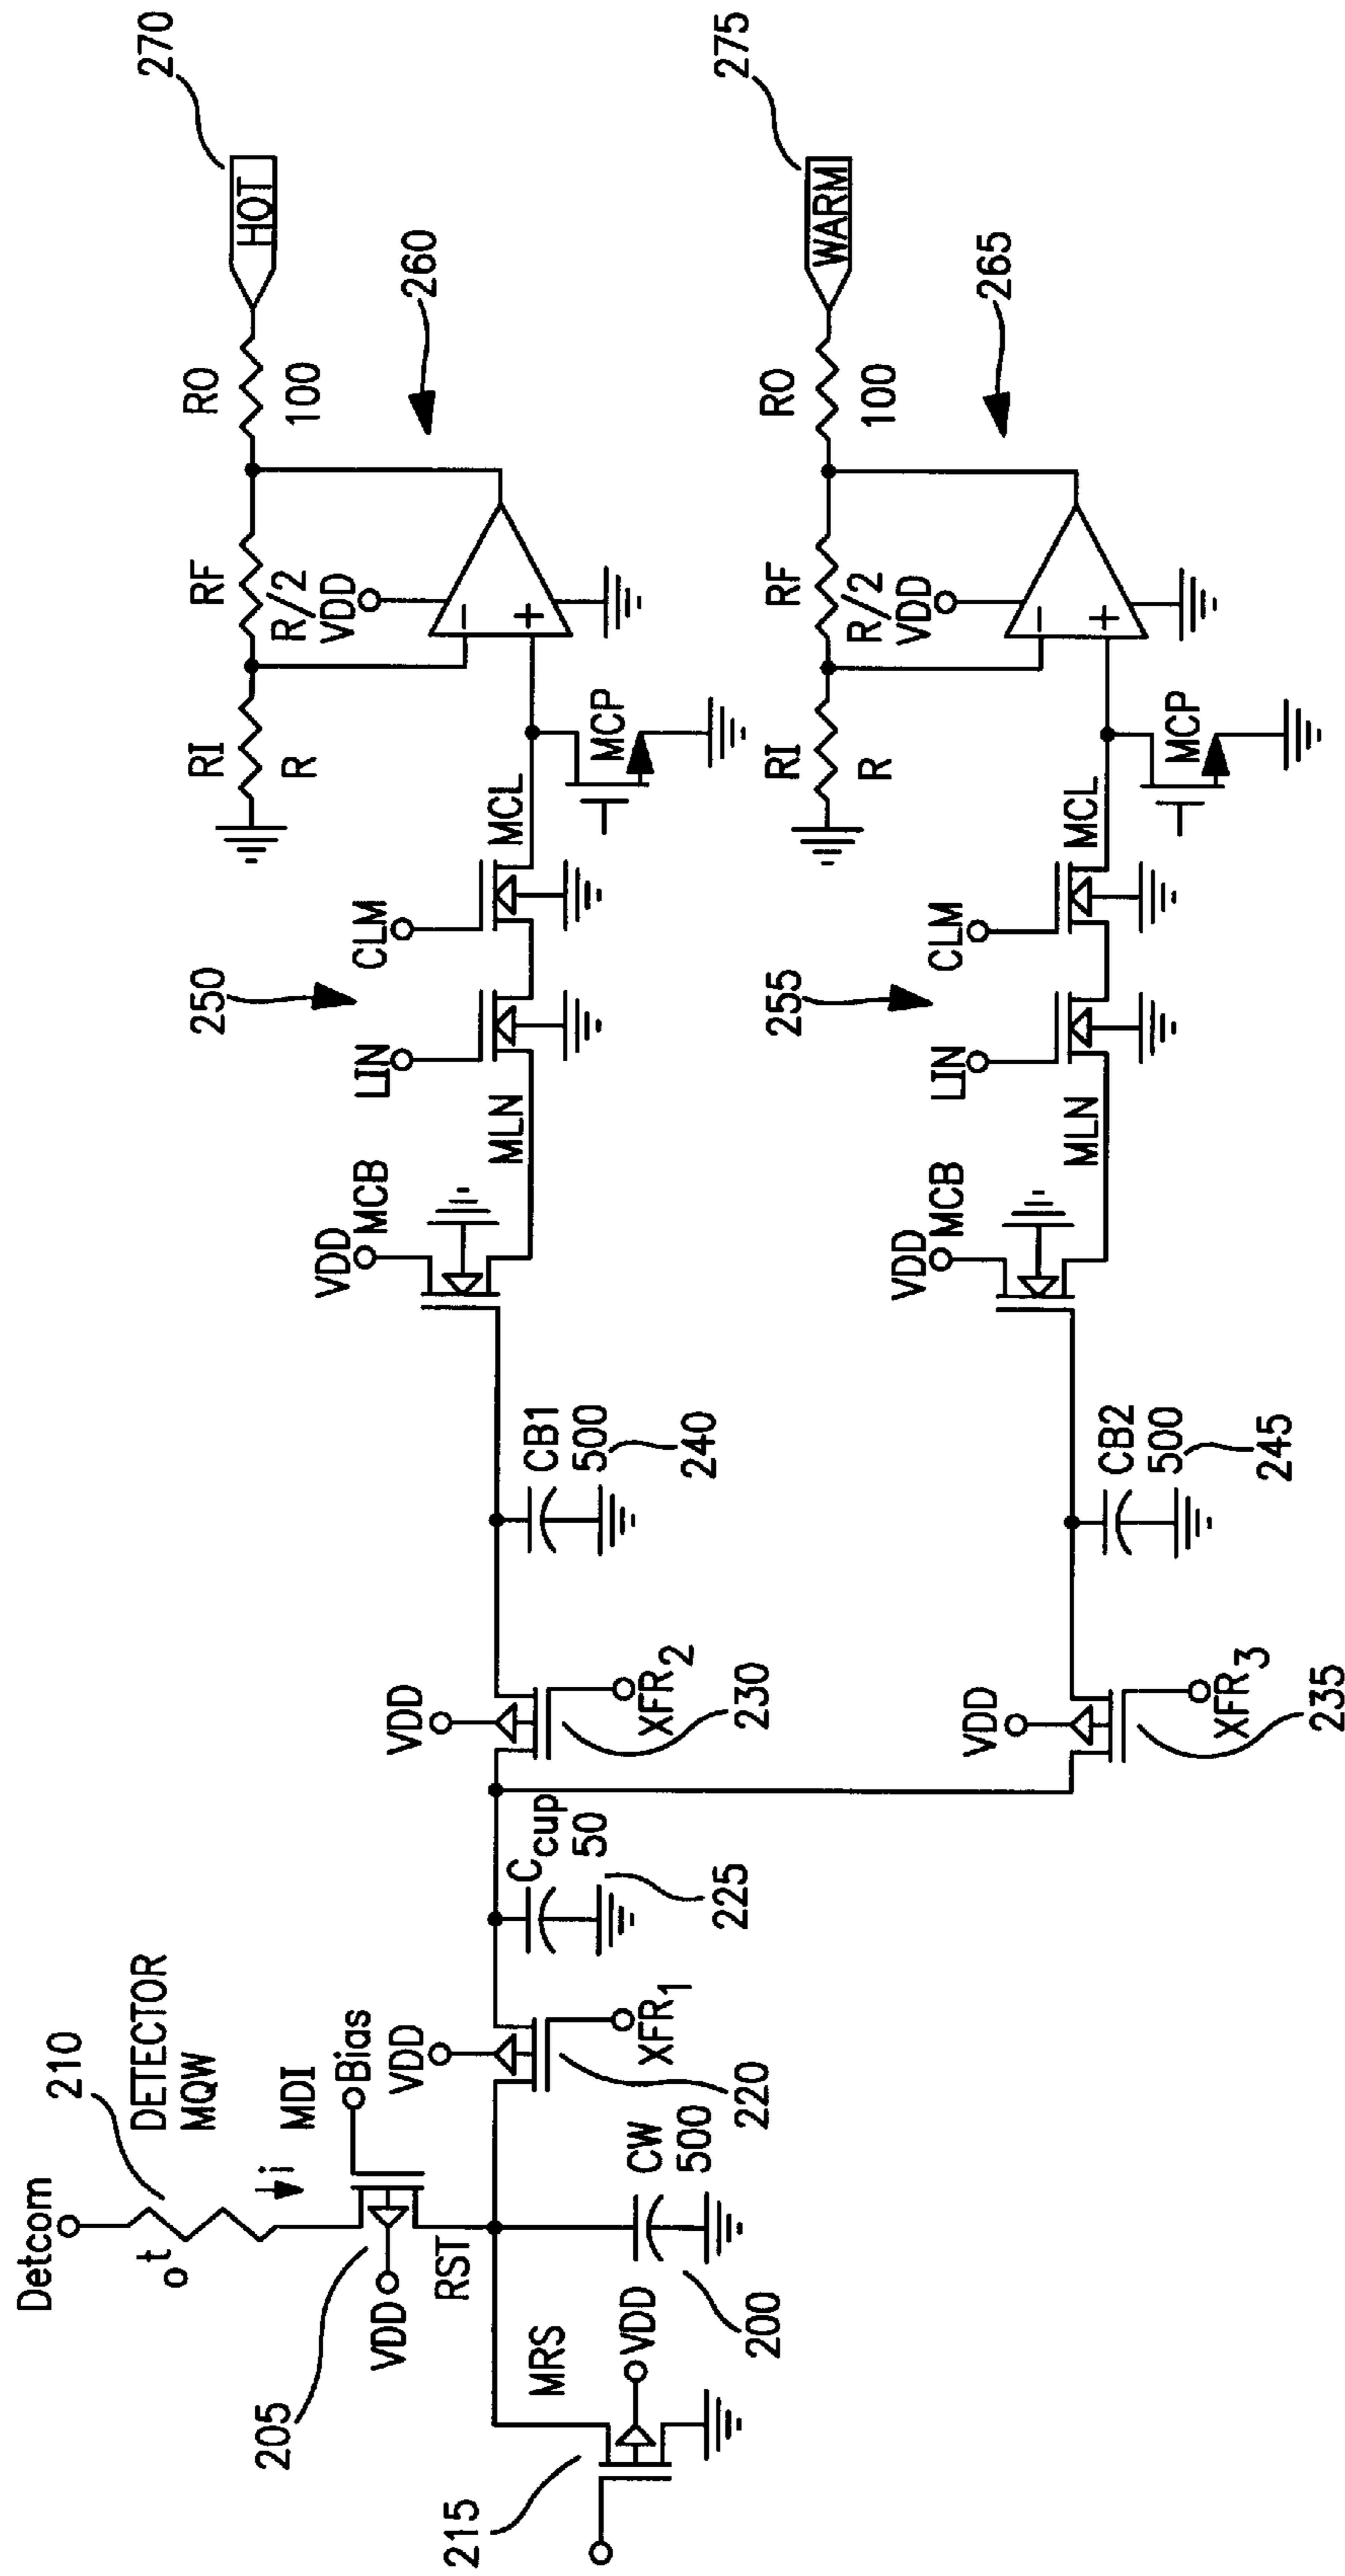 Detcom
210
DETECTOR
MQW
o t
i
MDI
Bias
VDD
205
RST
MRS
VDD
215
200
CW
500
VDD
XFR1
220
Ccup
50
225
VDD
XFR2
230
VDD
XFR3
235
CB1
500
240
CB2
500
245
VDD
MCB
MLN
LIN
250
CLM
MCL
MCP
RI
R
RF
R/2
VDD
-
+
RO
100
260
HOT
270
VDD
MCB
MLN
LIN
255
CLM
MCL
MCP
RI
R
RF
R/2
VDD
-
+
RO
100
265
WARM
275